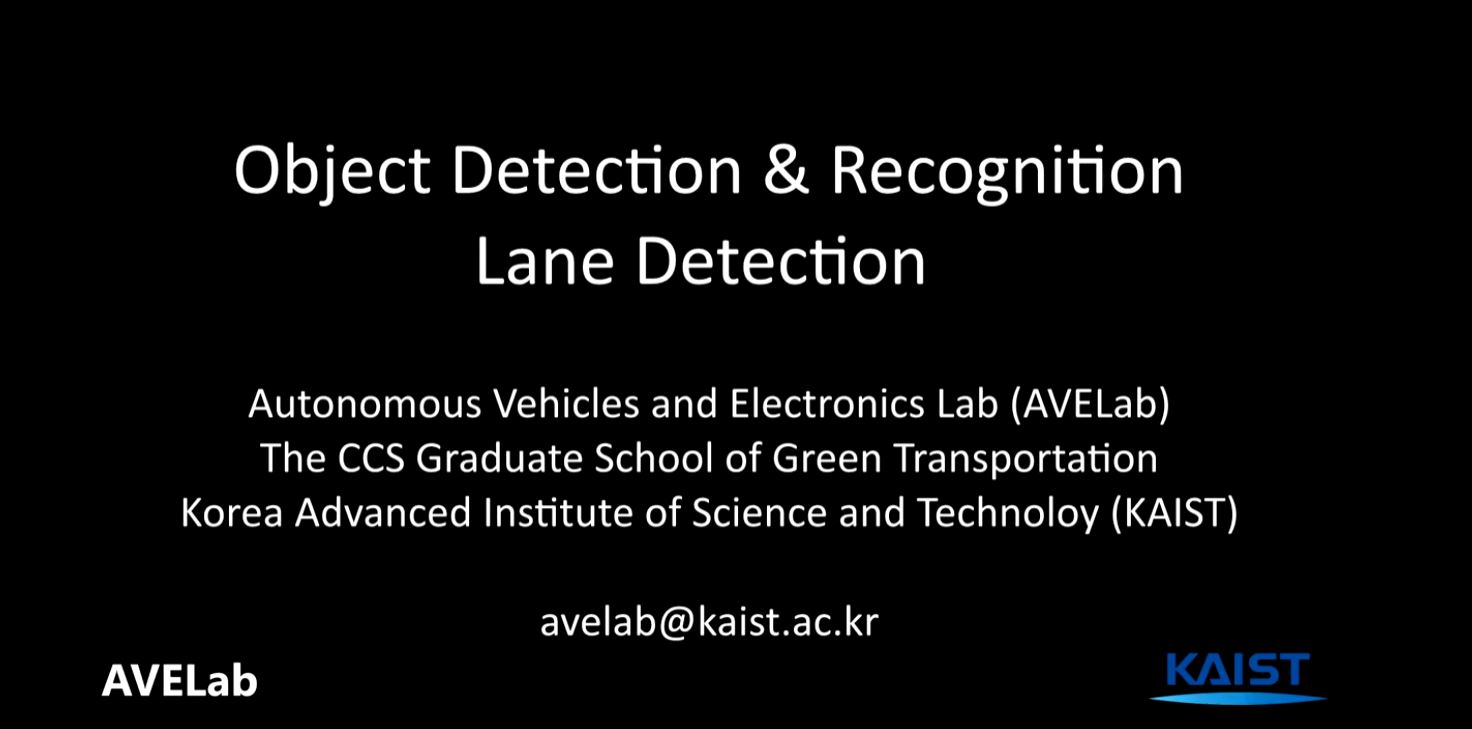 Object Detection & Recognition
Lane Detection
Autonomous Vehicles and Electronics Lab (AVELab)
The CCS Graduate School of Green Transportation
Korea Advanced Institute of Science and Technoloy (KAIST)
avelab@kaist.ac.kr
AVELab
KAIST